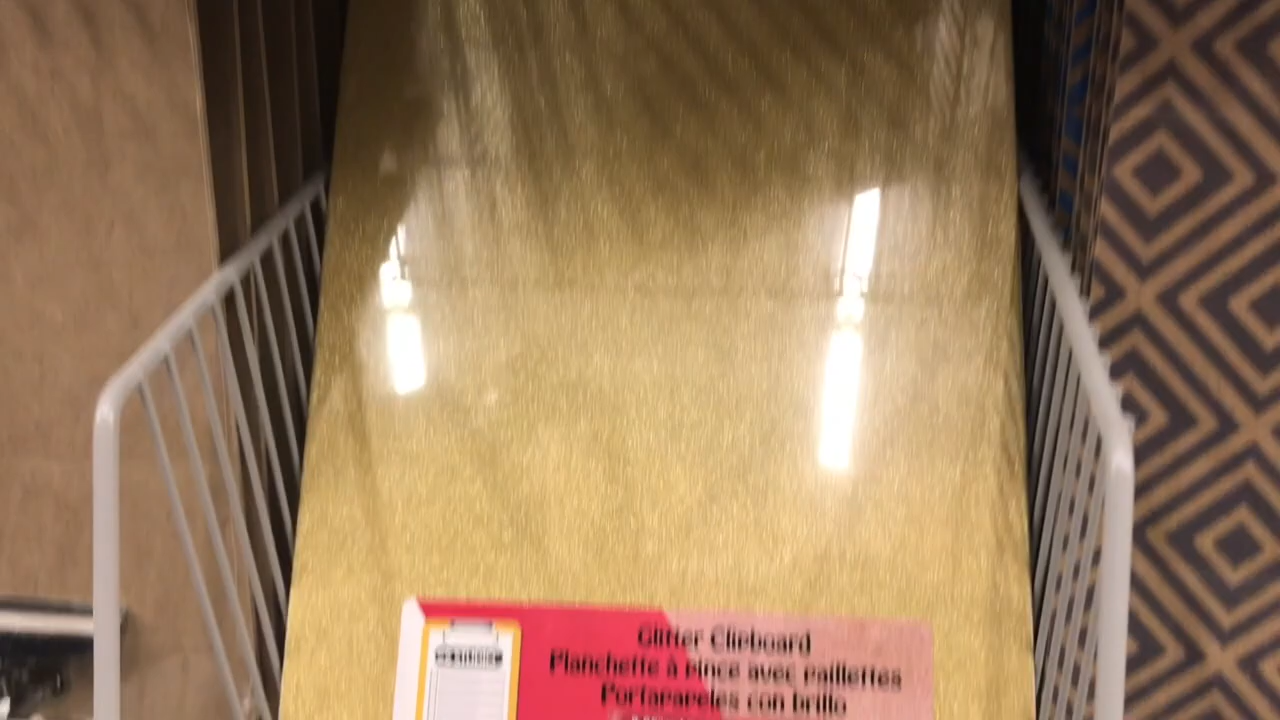 Glitter Clipboard
Planchette à pince avec paillettes
Portapapeles con brillo